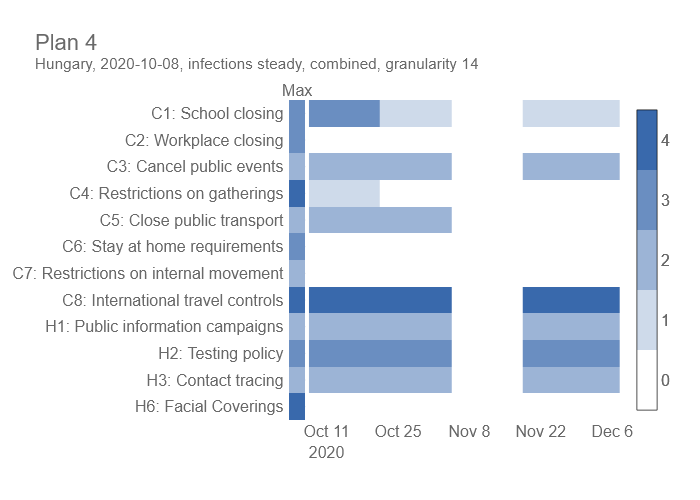 Plan 4
Hungary, 2020-10-08, infections steady, combined, granularity 14
Max
C1: School closing
C2: Workplace closing
C3: Cancel public events
C4: Restrictions on gatherings
C5: Close public transport
C6: Stay at home requirements
C7: Restrictions on internal movement
C8: International travel controls
H1: Public information campaigns
H2: Testing policy
H3: Contact tracing
H6: Facial Coverings
4
3
2
1
0
Oct 11 Oct 25 Nov 8 Nov 22 Dec 6
2020